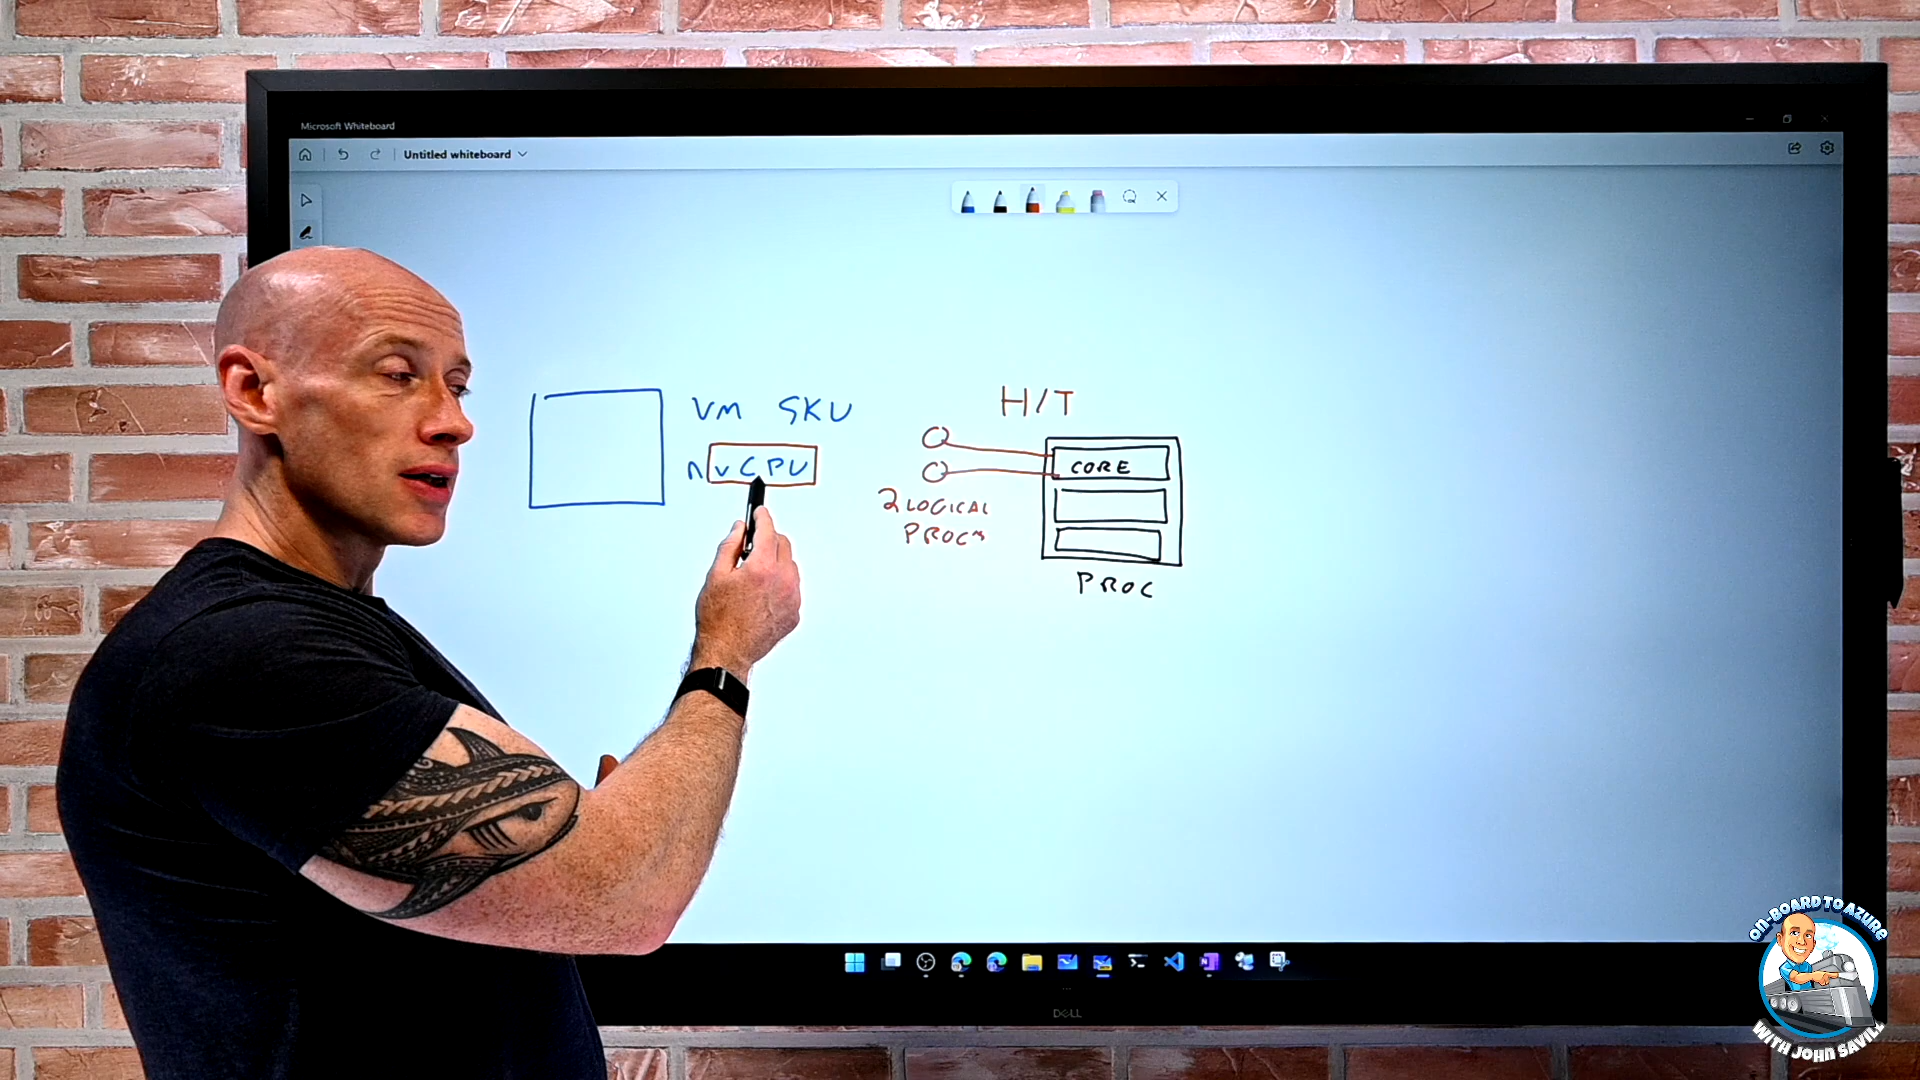 Microsoft Whiteboard
Untitled whiteboard
VM SKU
n vCPU
H/T
CORE
2 LOGICAL
PROCs
PROC
DELL
ON-BOARD TO AZURE
WITH JOHN SAVILL